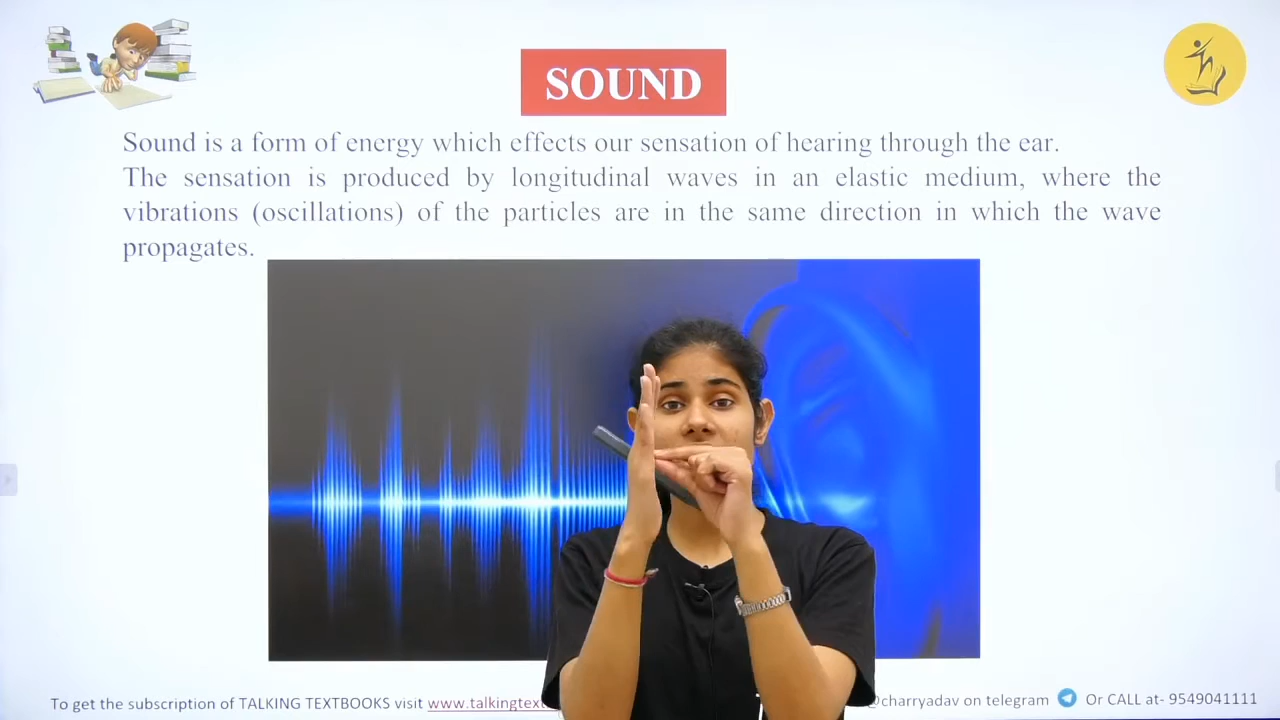 SOUND
Sound is a form of energy which effects our sensation of hearing through the ear.
The sensation is produced by longitudinal waves in an elastic medium, where the
vibrations (oscillations) of the particles are in the same direction in which the wave
propagates.
To get the subscription of TALKING TEXTBOOKS visit www.talkingtext @charryadav on telegram Or CALL at- 9549041111